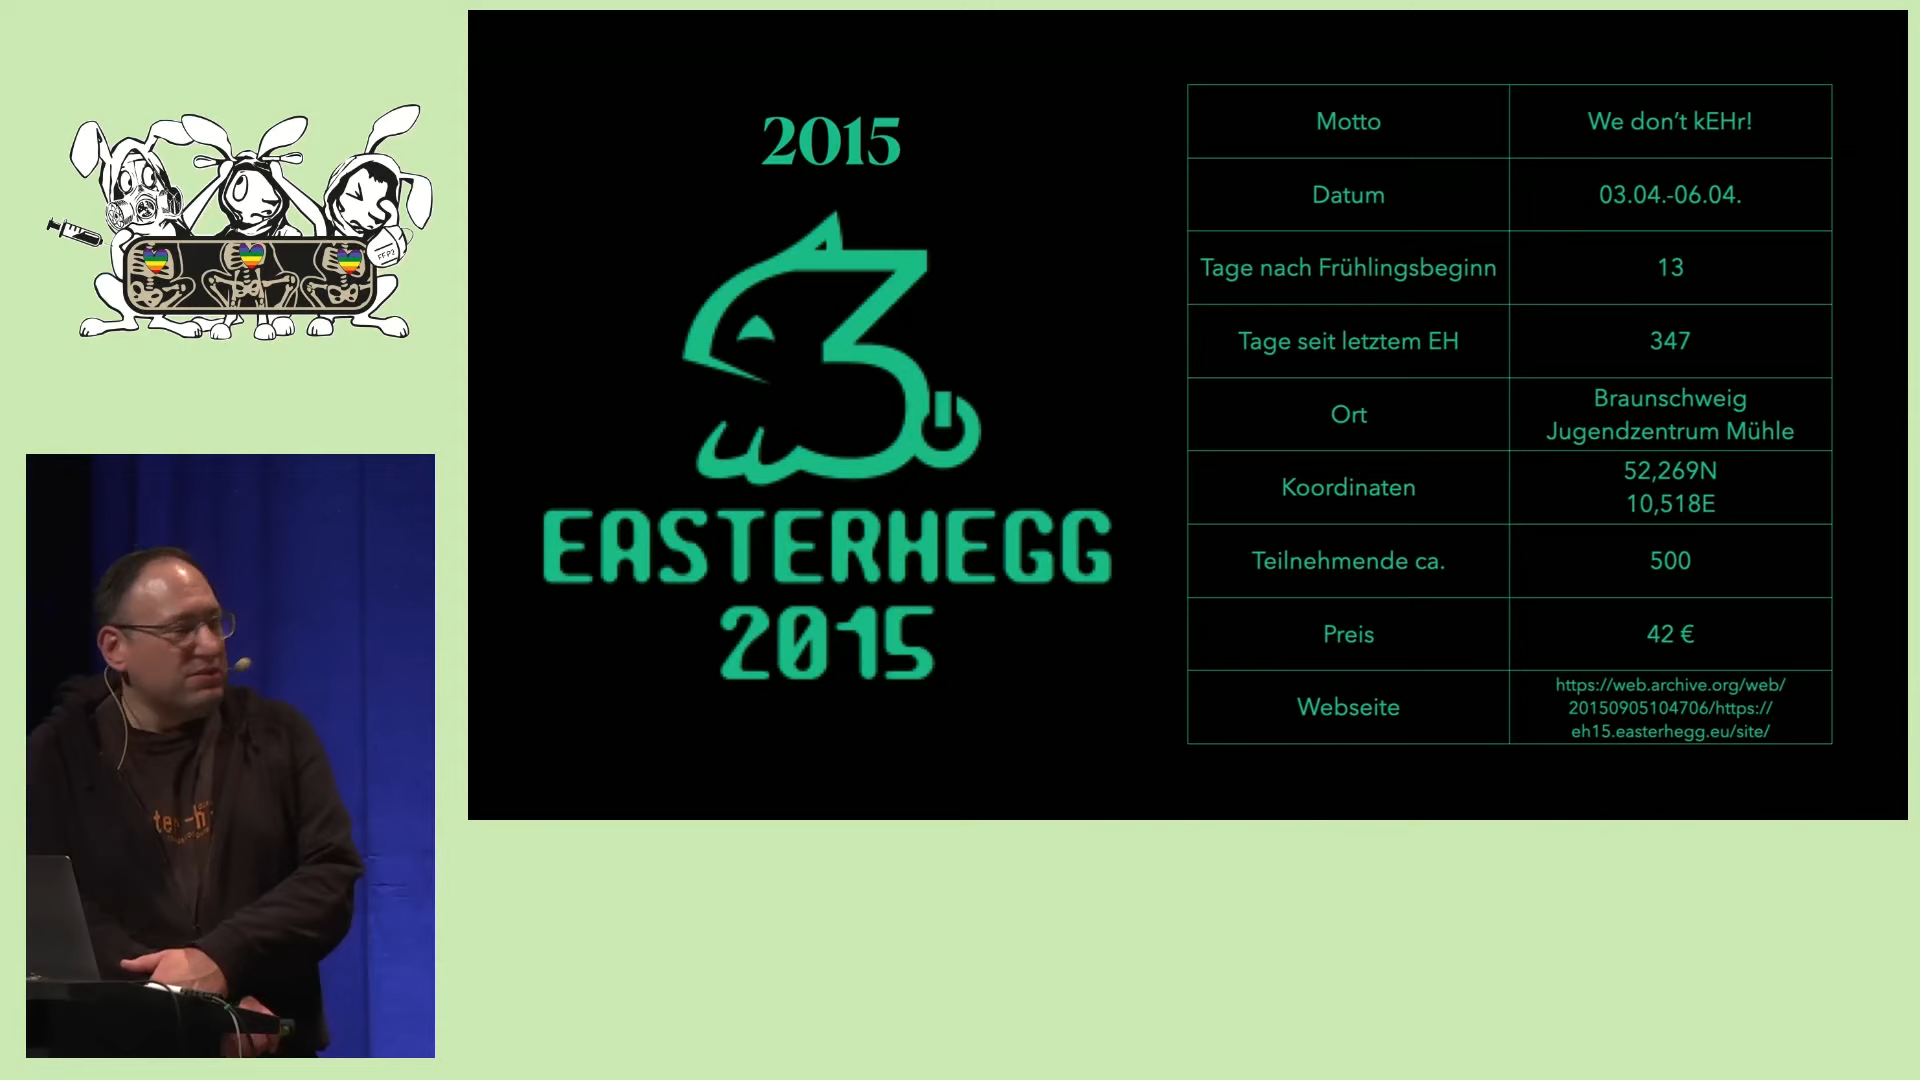 FFP2
2015
EASTERHEGG
2015
Motto
We don’t kEHr!
Datum
03.04.-06.04.
Tage nach Frühlingsbeginn
13
Tage seit letztem EH
347
Ort
Braunschweig
Jugendzentrum Mühle
Koordinaten
52,269N
10,518E
Teilnehmende ca.
500
Preis
42 €
Webseite
https://web.archive.org/web/
20150905104706/https://
eh15.easterhegg.eu/site/